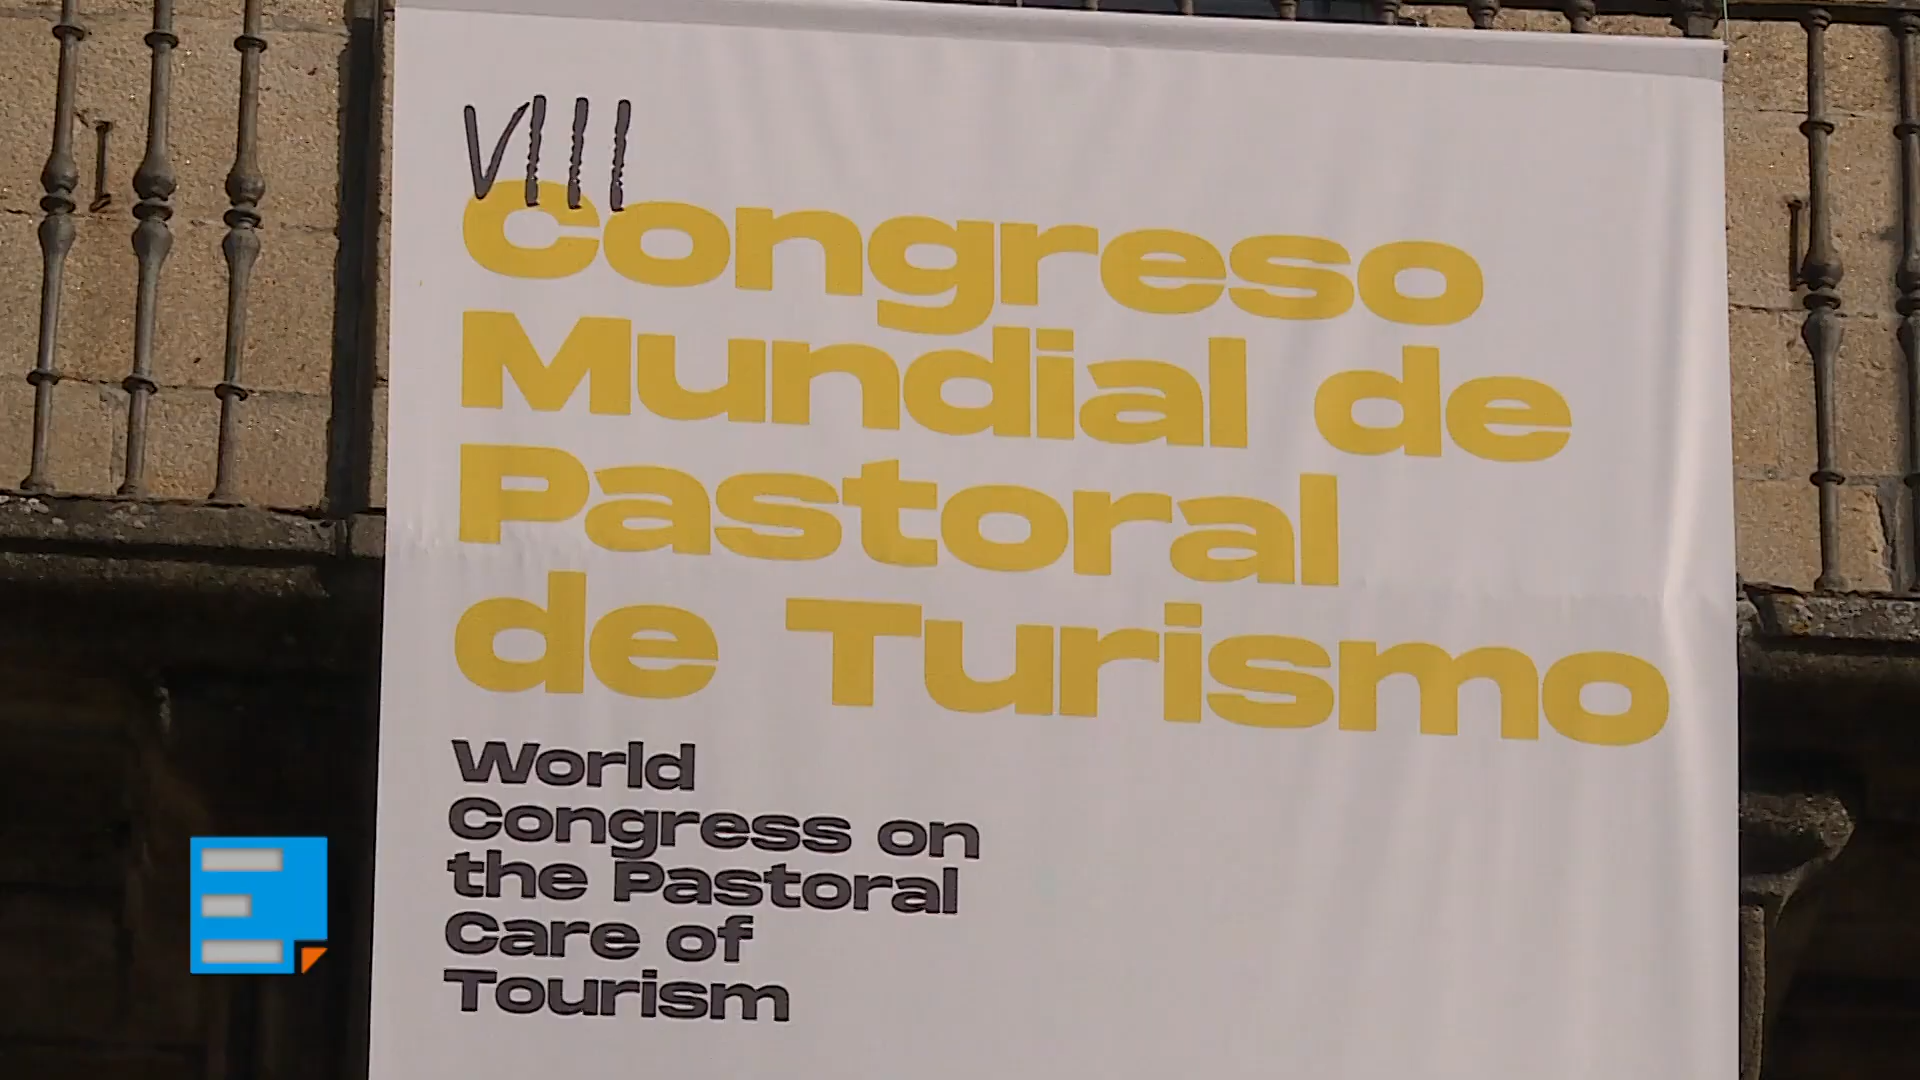 VIII
Congreso
Mundial de
Pastoral
de Turismo
World
Congress on
the Pastoral
Care of
Tourism